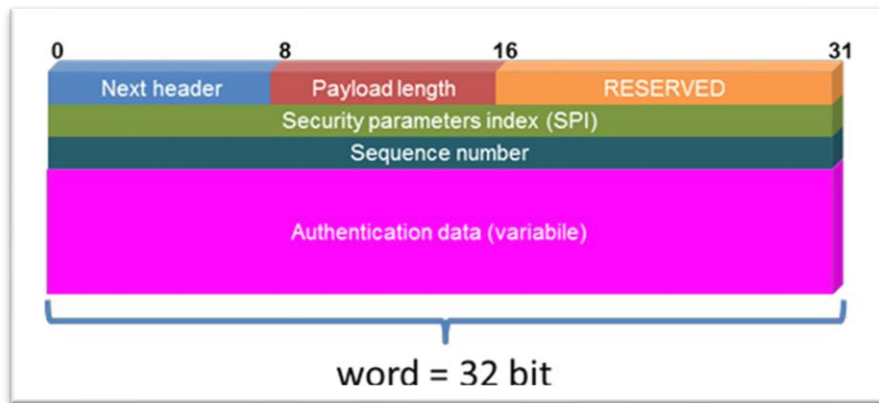 0 8 16 31
Next header Payload length RESERVED
Security parameters index (SPI)
Sequence number
Authentication data (variabile)
word = 32 bit